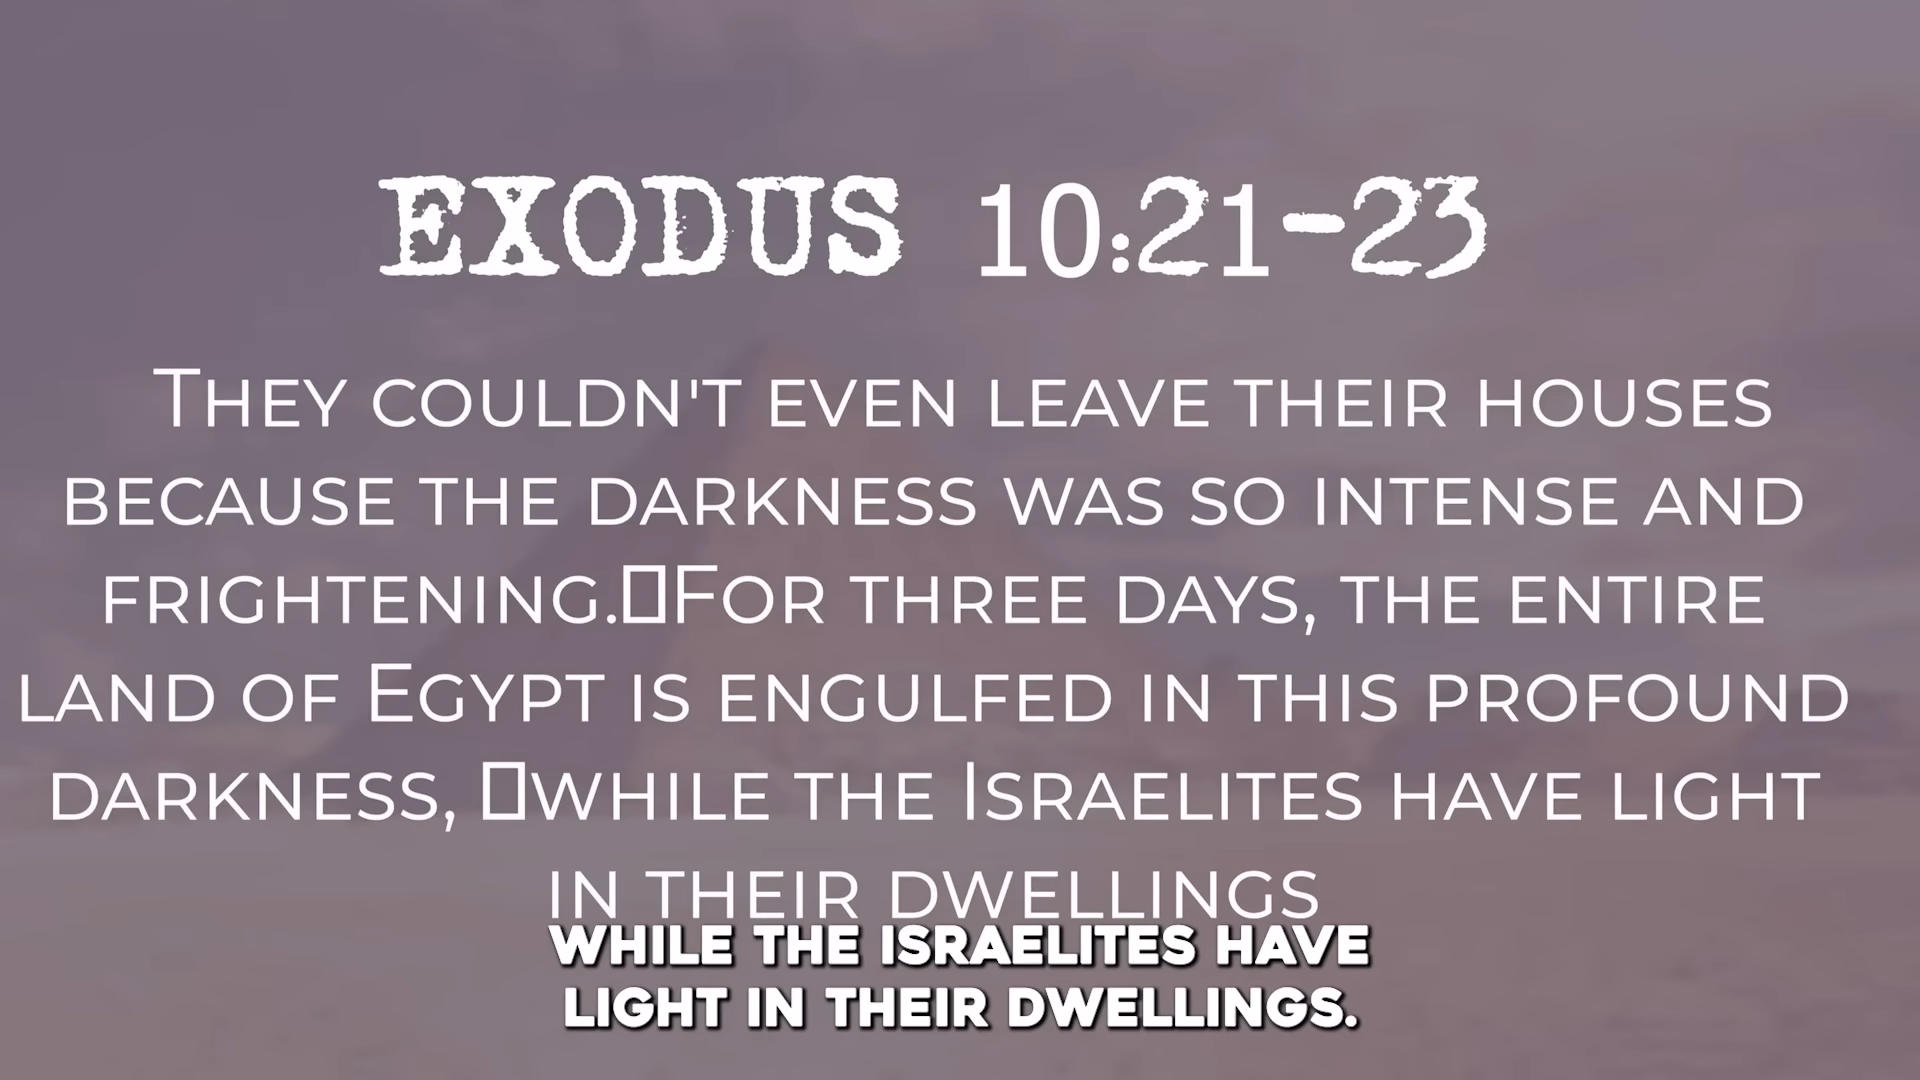 EXODUS 10:21-23
They couldn't even leave their houses
because the darkness was so intense and
frightening.▯For three days, the entire
land of Egypt is engulfed in this profound
darkness, ▯while the Israelites have light
in their dwellings
WHILE THE ISRAELITES HAVE
LIGHT IN THEIR DWELLINGS.